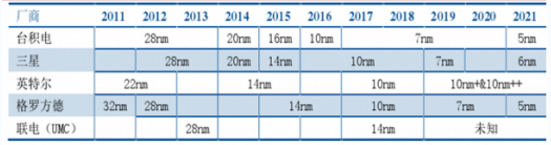 厂商 2011 2012 2013 2014 2015 2016 2017 2018 2019 2020 2021
台积电 28nm 20nm 16nm 10nm 7nm 5nm
三星 28nm 20nm 14nm 10nm 7nm 6nm
英特尔 22nm 14nm 10nm 10nm+&10nm++
格罗方德 32nm 28nm 14nm 10nm 7nm 5nm
联电（UMC） 28nm 14nm 未知